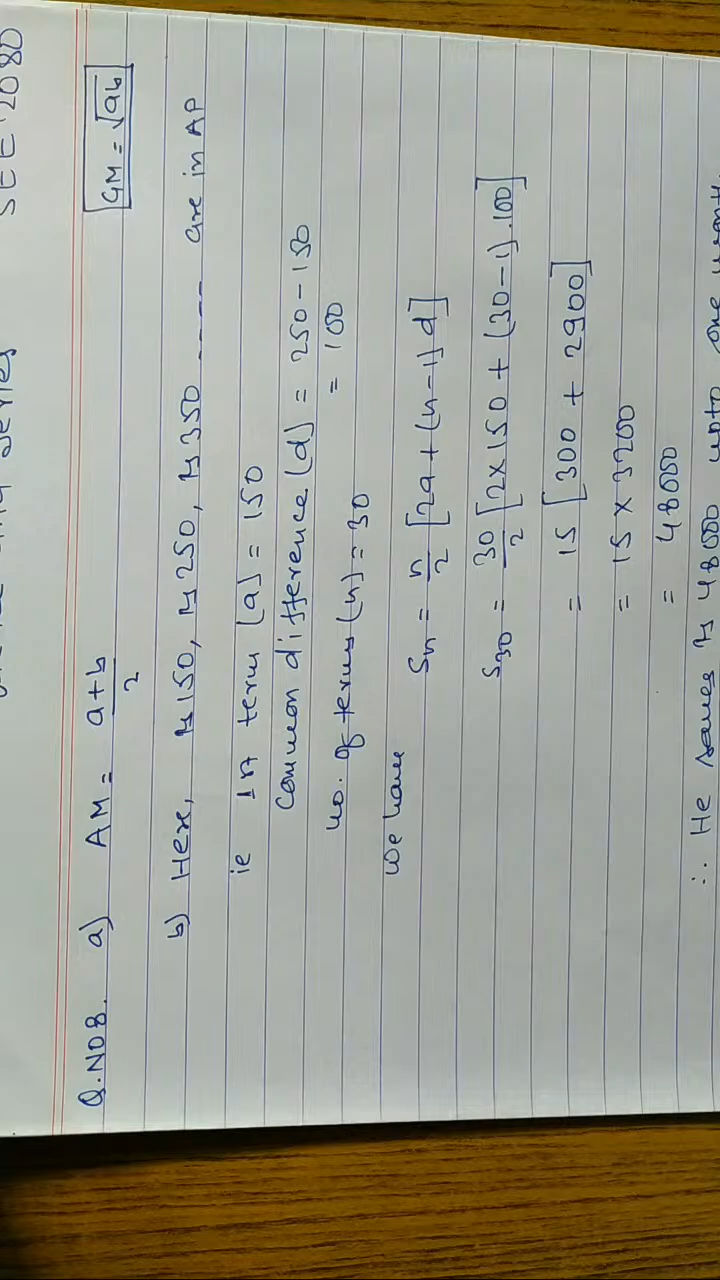 SEE 2080
Q.NO8. a) AM = a+b/2 GM = √ab
b) Here, ₨150, ₨250, ₨350 ---- are in AP
ie 1st term (a) = 150
Common difference (d) = 250 - 150
= 100
no. of terms (n) = 30
We have
Sn = n/2 [2a + (n-1)d]
S30 = 30/2 [2×150 + (30-1).100]
= 15 [300 + 2900]
= 15 × 3200
= 48000
∴ He saves ₨ 48000 upto one month.